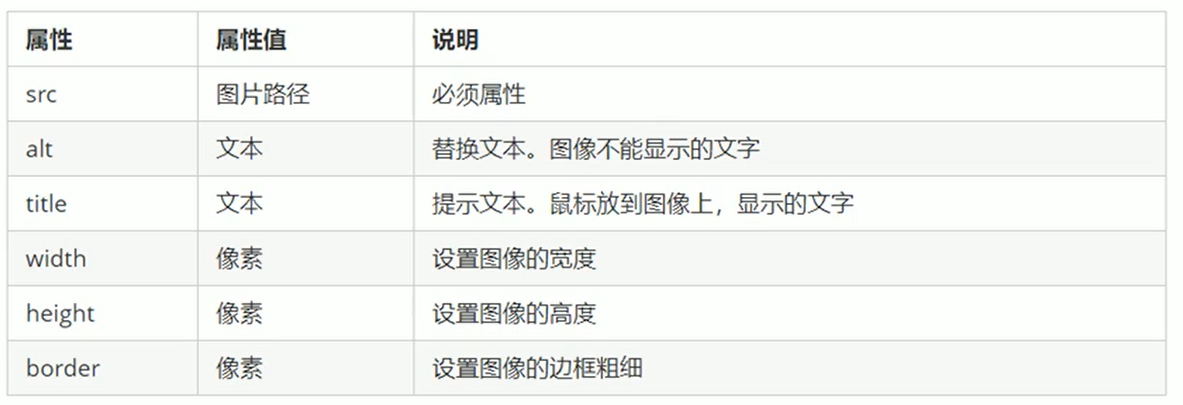 属性 属性值 说明
src 图片路径 必须属性
alt 文本 替换文本。图像不能显示的文字
title 文本 提示文本。鼠标放到图像上，显示的文字
width 像素 设置图像的宽度
height 像素 设置图像的高度
border 像素 设置图像的边框粗细